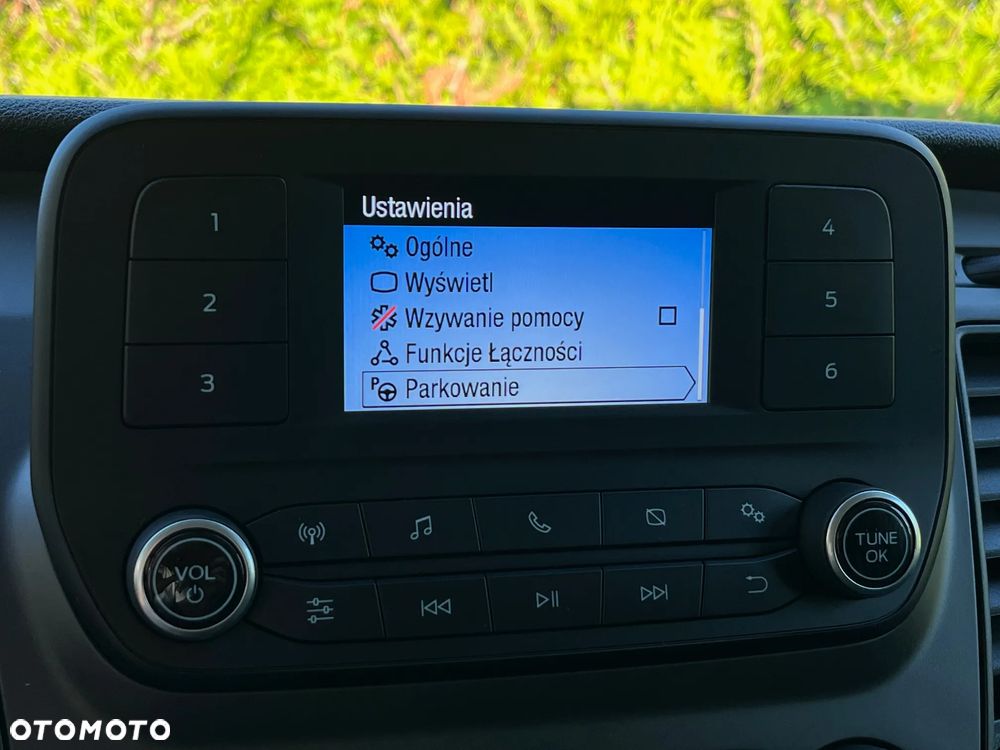 Ustawienia
Ogólne
Wyświetl
Wzywanie pomocy
Funkcje Łączności
P Parkowanie
1
2
3
4
5
6
VOL
TUNE
OK
OTOMOTO